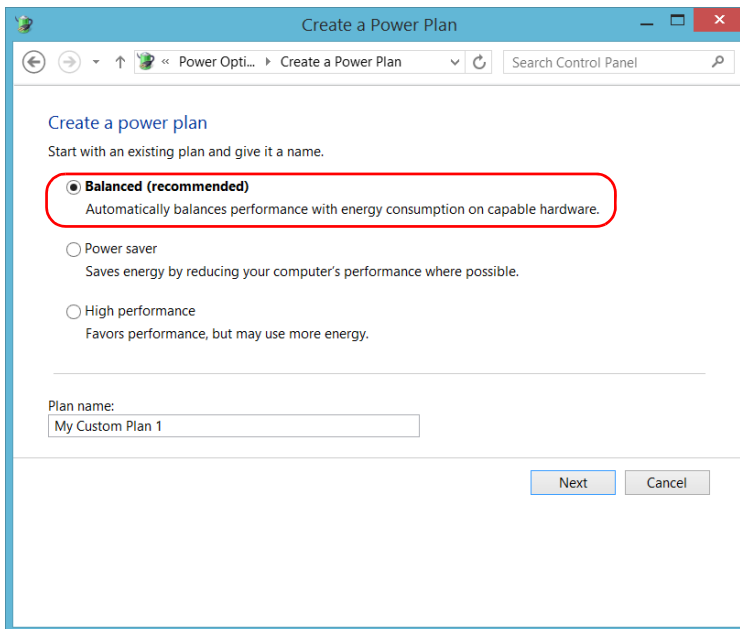 Create a Power Plan
« Power Opti... Create a Power Plan Search Control Panel
Create a power plan
Start with an existing plan and give it a name.
Balanced (recommended)
Automatically balances performance with energy consumption on capable hardware.
Power saver
Saves energy by reducing your computer's performance where possible.
High performance
Favors performance, but may use more energy.
Plan name:
My Custom Plan 1
Next Cancel